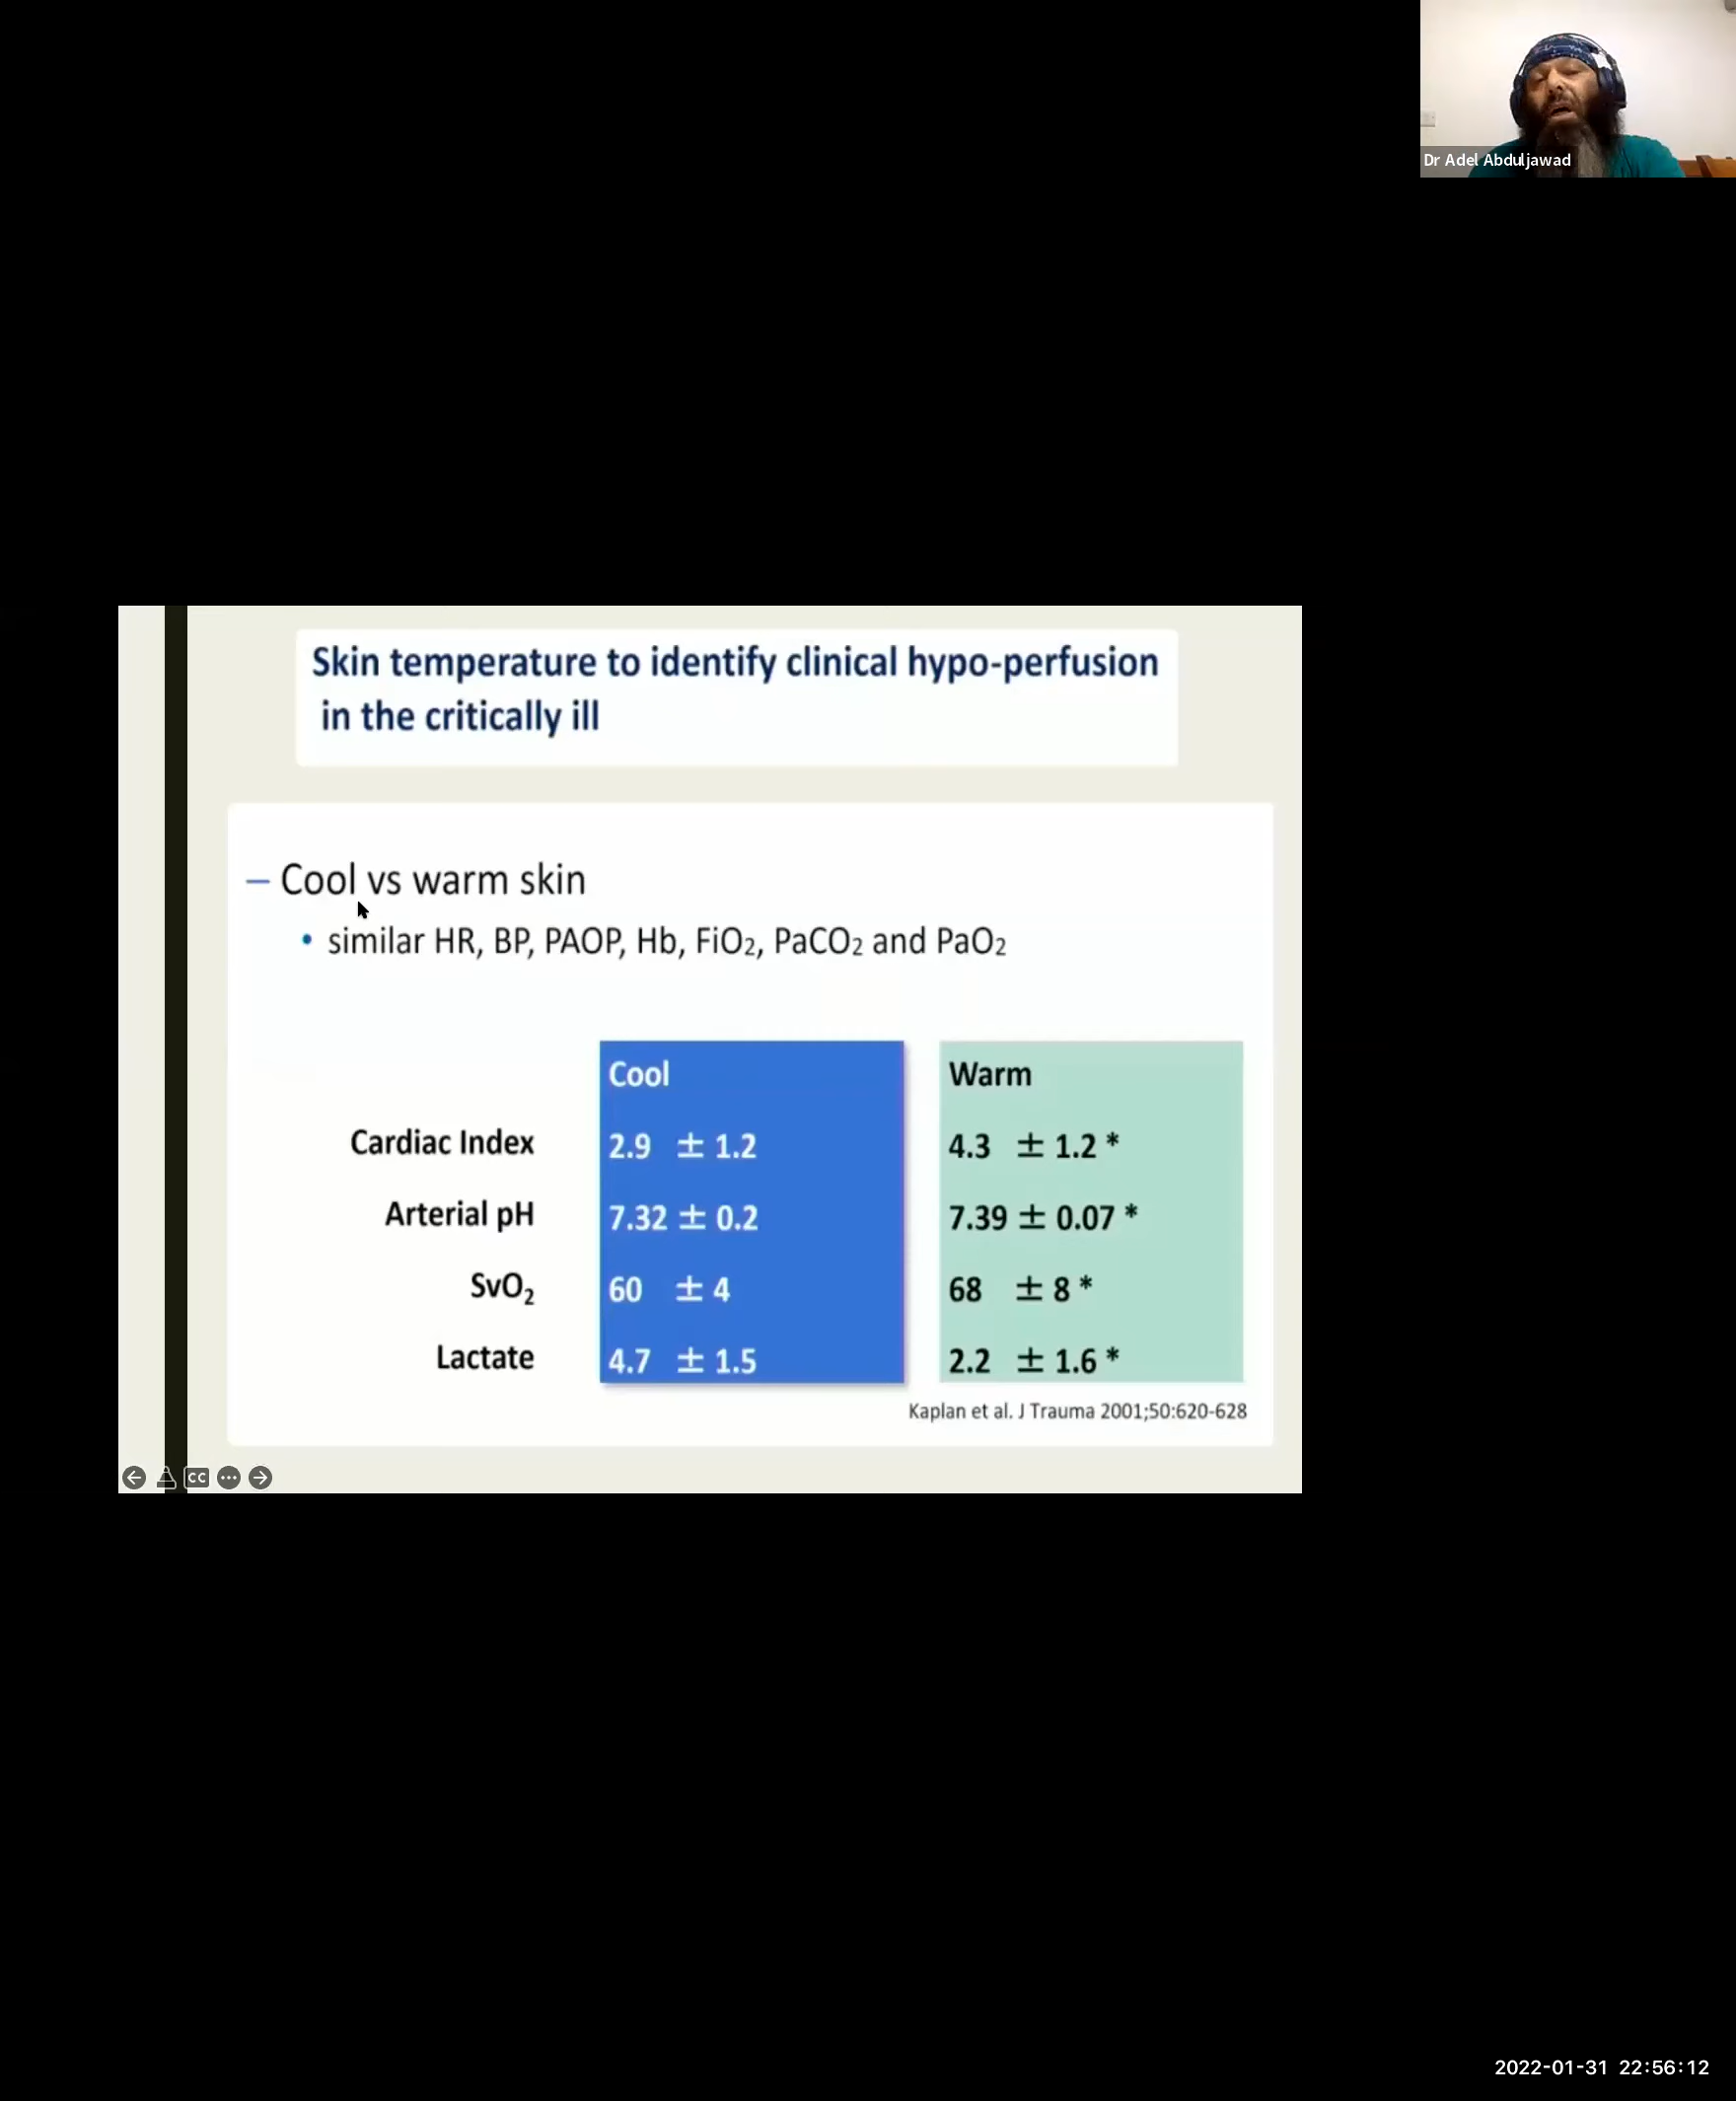 Dr Adel Abduljawad
Skin temperature to identify clinical hypo-perfusion
in the critically ill
– Cool vs warm skin
• similar HR, BP, PAOP, Hb, FiO2, PaCO2 and PaO2
Cool Warm
Cardiac Index 2.9 ± 1.2 4.3 ± 1.2 *
Arterial pH 7.32 ± 0.2 7.39 ± 0.07 *
SvO2 60 ± 4 68 ± 8 *
Lactate 4.7 ± 1.5 2.2 ± 1.6 *
Kaplan et al. J Trauma 2001;50:620-628
CC
2022-01-31 22:56:12